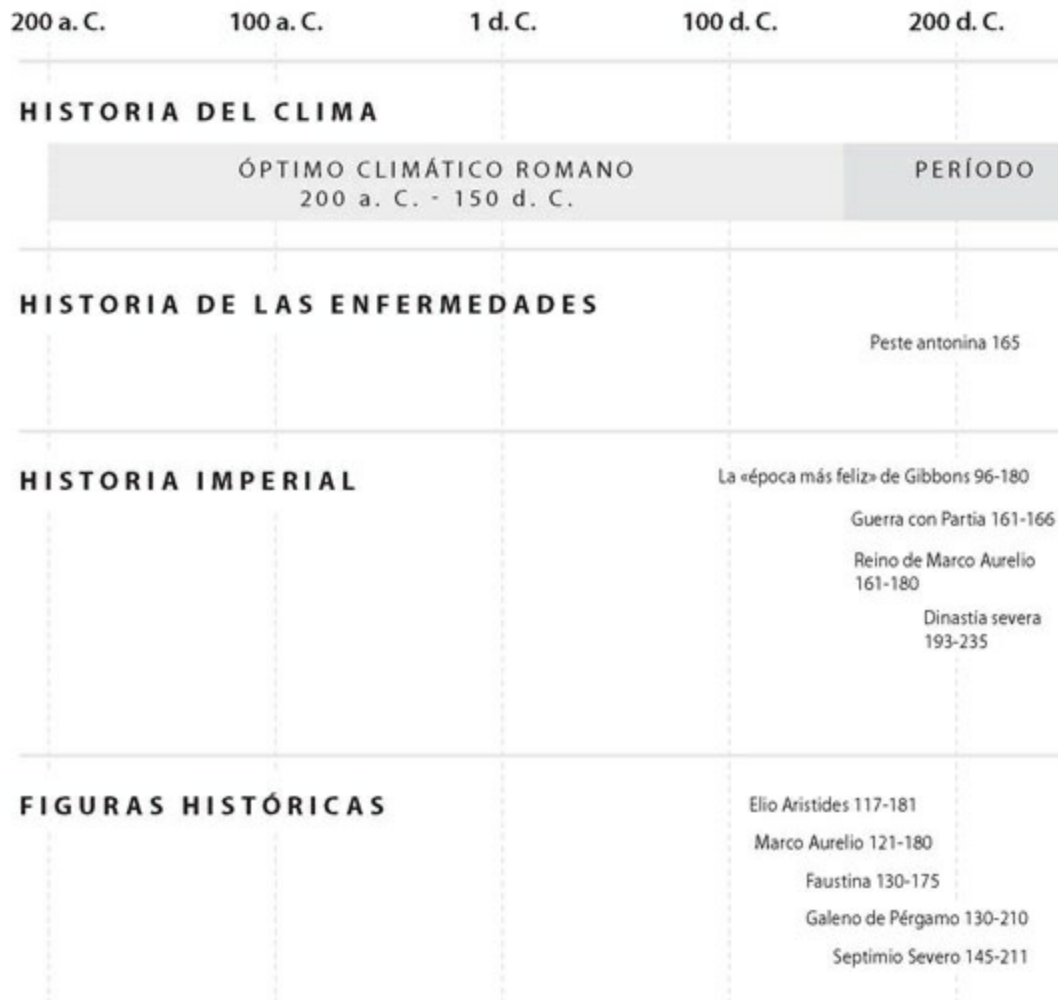 200 a. C. 100 a. C. 1 d. C. 100 d. C. 200 d. C.
HISTORIA DEL CLIMA
ÓPTIMO CLIMÁTICO ROMANO
200 a. C. - 150 d. C.
PERÍODO
HISTORIA DE LAS ENFERMEDADES
Peste antonina 165
HISTORIA IMPERIAL
La «época más feliz» de Gibbons 96-180
Guerra con Partia 161-166
Reino de Marco Aurelio
161-180
Dinastía severa
193-235
FIGURAS HISTÓRICAS
Elio Aristides 117-181
Marco Aurelio 121-180
Faustina 130-175
Galeno de Pérgamo 130-210
Septimio Severo 145-211